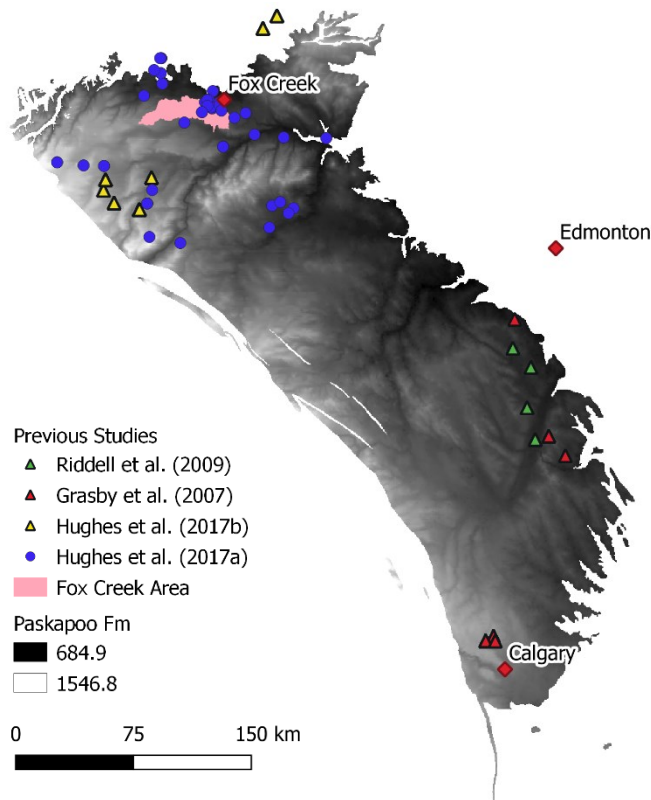 Fox Creek
Edmonton
Previous Studies
Riddell et al. (2009)
Grasby et al. (2007)
Hughes et al. (2017b)
Hughes et al. (2017a)
Fox Creek Area
Paskapoo Fm
684.9
1546.8
Calgary
0 75 150 km